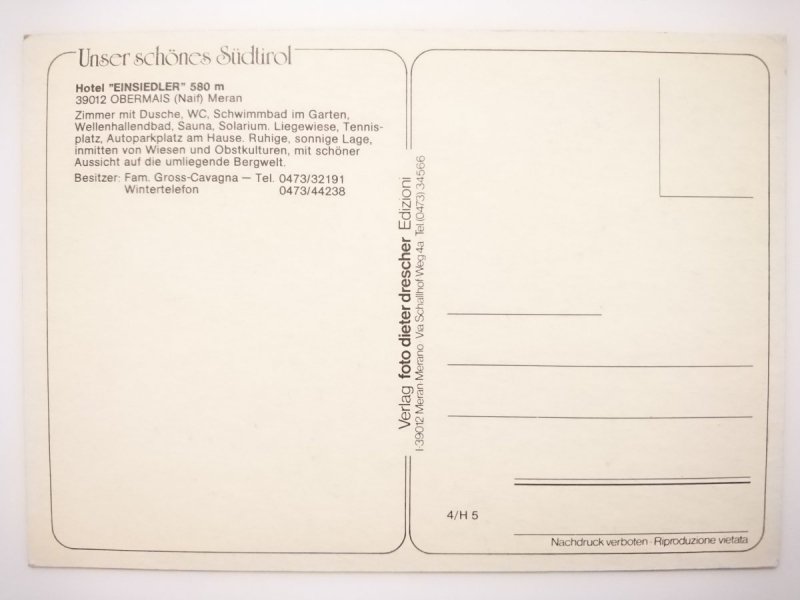 Unser schönes Südtirol
Hotel "EINSIEDLER" 580 m
39012 OBERMAIS (Naif) Meran
Zimmer mit Dusche, WC, Schwimmbad im Garten,
Wellenhallendbad, Sauna, Solarium. Liegewiese, Tennis-
platz, Autoparkplatz am Hause. Ruhige, sonnige Lage,
inmitten von Wiesen und Obstkulturen, mit schöner
Aussicht auf die umliegende Bergwelt.
Besitzer: Fam. Gross-Cavagna — Tel. 0473/32191
Wintertelefon 0473/44238
Verlag foto dieter drescher Edizioni
I-39012 Meran-Merano Via Schallhof Weg 4a Tel.(0473) 34566
4/H 5
Nachdruck verboten - Riproduzione vietata